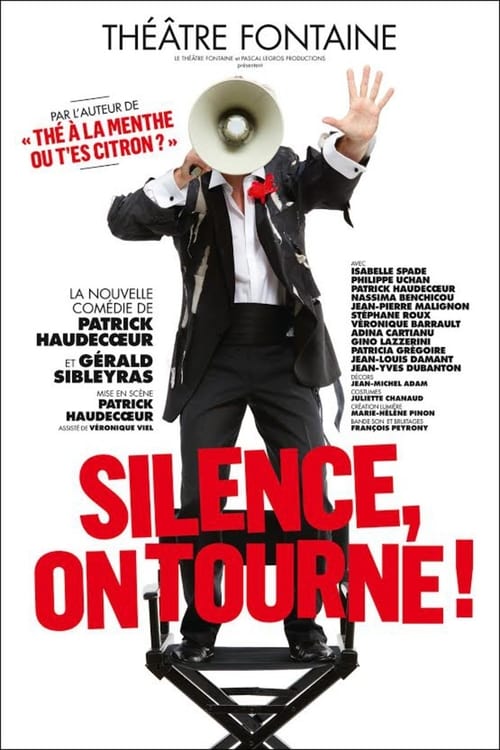 THÉÂTRE FONTAINE
LE THÉÂTRE FONTAINE et PASCAL LEGROS PRODUCTIONS
présentent
PAR L'AUTEUR DE
« THÉ À LA MENTHE
OU T'ES CITRON ? »
LA NOUVELLE
COMÉDIE DE
PATRICK
HAUDECŒUR
ET GÉRALD
SIBLEYRAS
MISE EN SCÈNE
PATRICK
HAUDECŒUR
ASSISTÉ DE VÉRONIQUE VIEL
AVEC
ISABELLE SPADE
PHILIPPE UCHAN
PATRICK HAUDECŒUR
NASSIMA BENCHICOU
JEAN-PIERRE MALIGNON
STÉPHANE ROUX
VÉRONIQUE BARRAULT
ADINA CARTIANU
GINO LAZZERINI
PATRICIA GRÉGOIRE
JEAN-LOUIS DAMANT
JEAN-YVES DUBANTON
DÉCORS
JEAN-MICHEL ADAM
COSTUMES
JULIETTE CHANAUD
CRÉATION LUMIÈRE
MARIE-HÉLÈNE PINON
BANDE SON ET BRUITAGES
FRANÇOIS PEYRONY
SILENCE,
ON TOURNE !